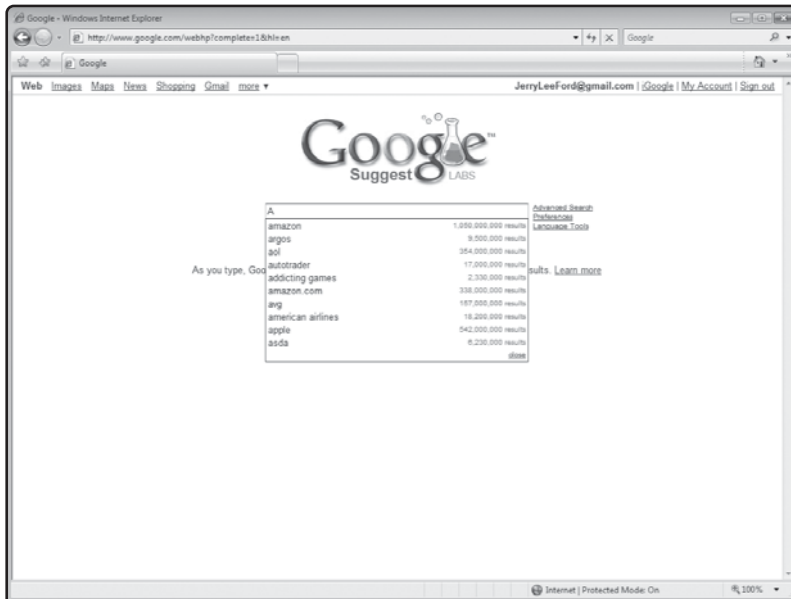 Google - Windows Internet Explorer
http://www.google.com/webhp?complete=1&hl=en
Google
Google
Web Images Maps News Shopping Gmail more ▼
JerryLeeFord@gmail.com | iGoogle | My Account | Sign out
Google™
Suggest LABS
A
Advanced Search
Preferences
Language Tools
amazon 1,050,000,000 results
argos 9,500,000 results
aol 354,000,000 results
autotrader 17,000,000 results
addicting games 2,330,000 results
amazon.com 338,000,000 results
avg 157,000,000 results
american airlines 18,200,000 results
apple 542,000,000 results
asda 6,230,000 results
close
As you type, Goo
sults. Learn more
Internet | Protected Mode: On
100%